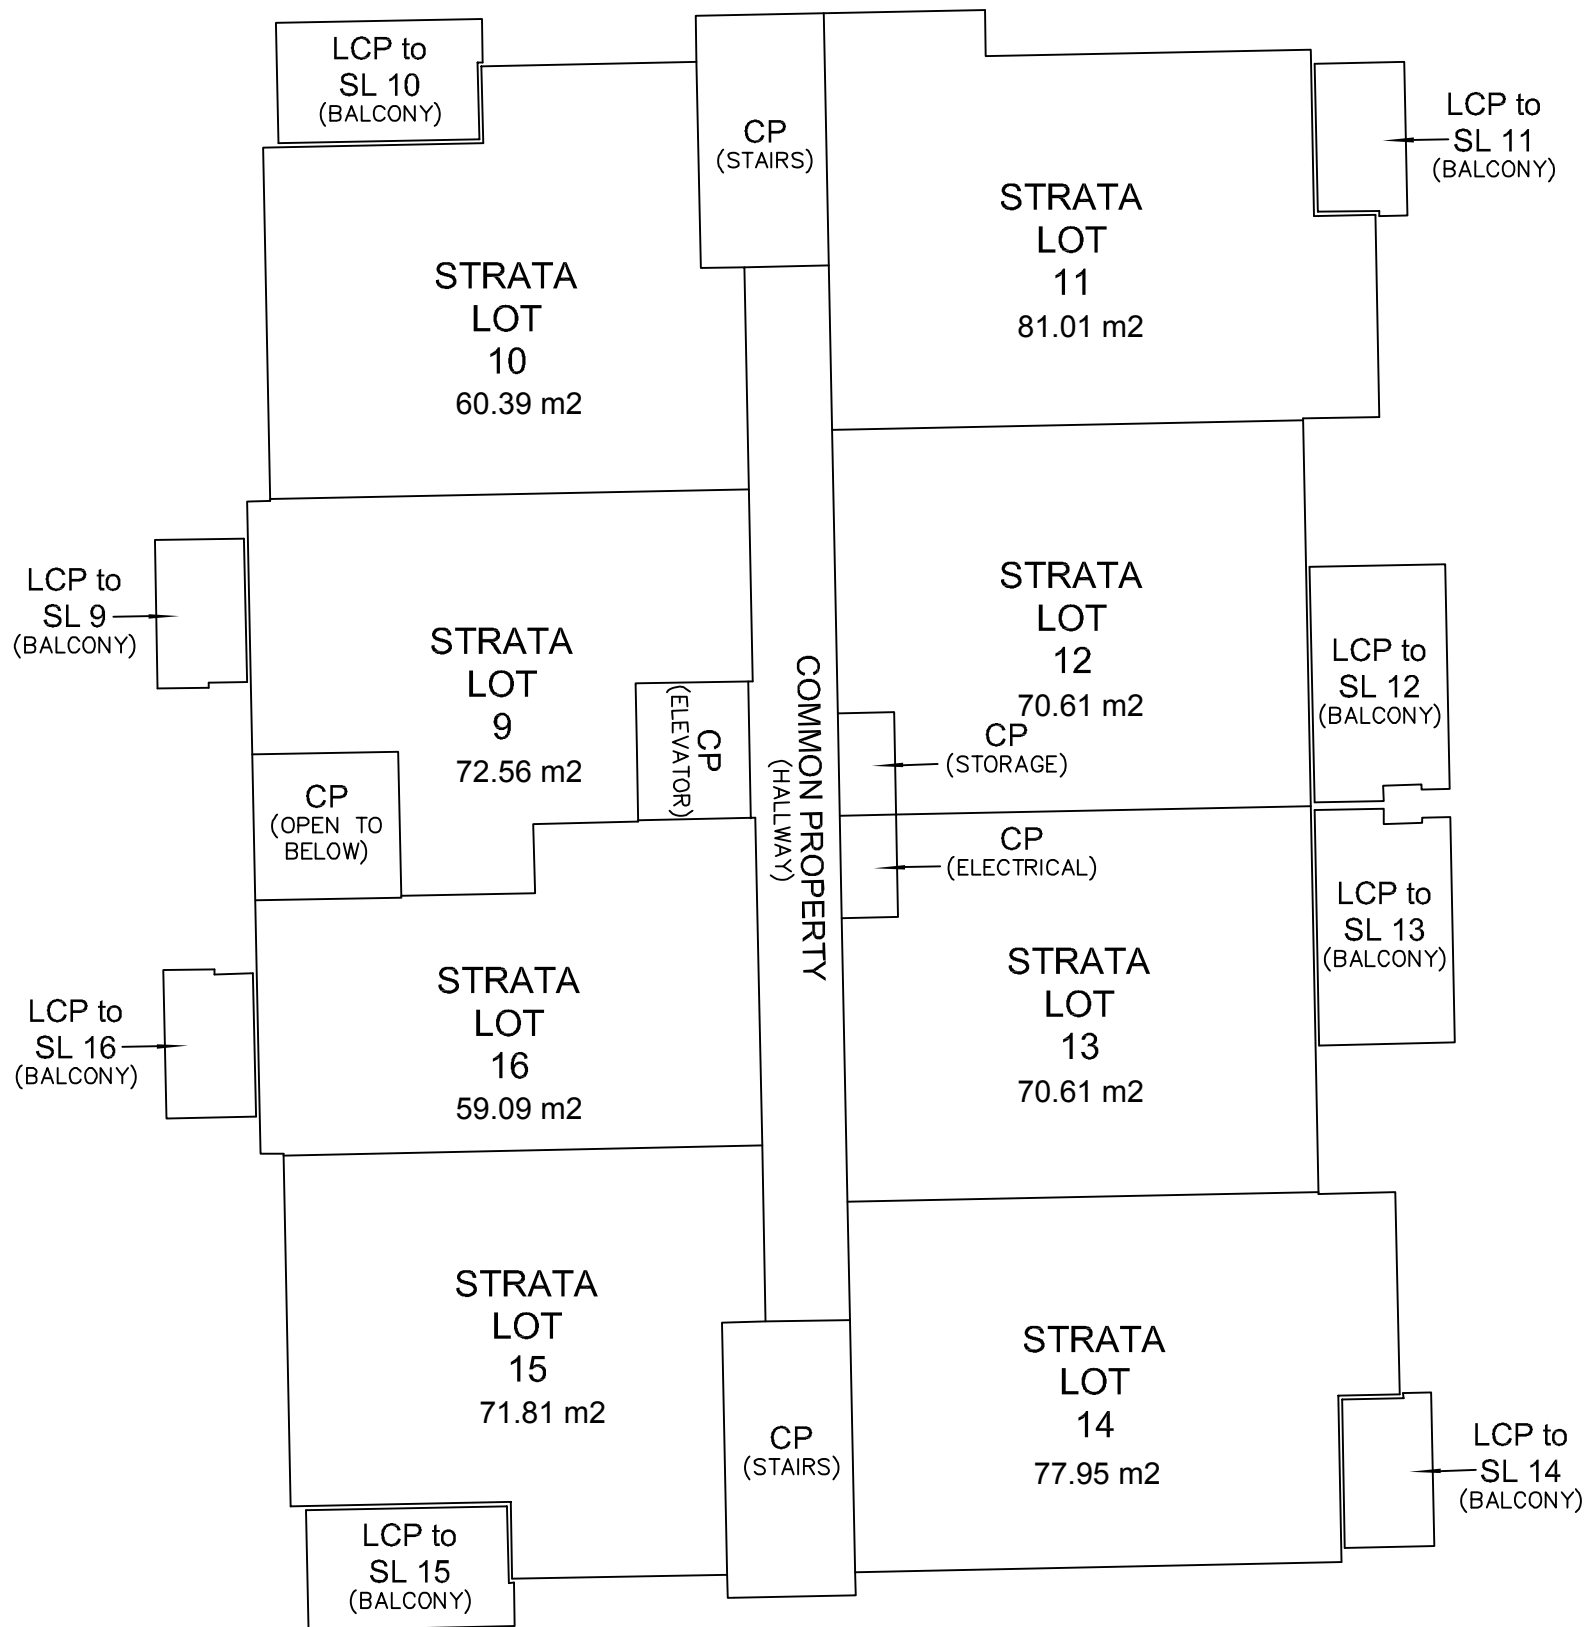 LCP to
SL 10
(BALCONY)
CP
(STAIRS)
LCP to
SL 11
(BALCONY)
STRATA
LOT
11
81.01 m2
STRATA
LOT
10
60.39 m2
LCP to
SL 9
(BALCONY)
STRATA
LOT
9
72.56 m2
CP
(ELEVATOR)
CP
(OPEN TO
BELOW)
COMMON PROPERTY
(HALLWAY)
STRATA
LOT
12
70.61 m2
CP
(STORAGE)
LCP to
SL 12
(BALCONY)
CP
(ELECTRICAL)
LCP to
SL 13
(BALCONY)
STRATA
LOT
13
70.61 m2
LCP to
SL 16
(BALCONY)
STRATA
LOT
16
59.09 m2
STRATA
LOT
15
71.81 m2
STRATA
LOT
14
77.95 m2
CP
(STAIRS)
LCP to
SL 14
(BALCONY)
LCP to
SL 15
(BALCONY)